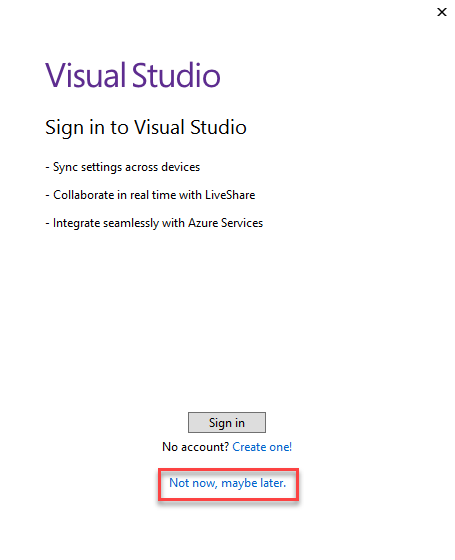 Visual Studio
Sign in to Visual Studio
- Sync settings across devices
- Collaborate in real time with LiveShare
- Integrate seamlessly with Azure Services
Sign in
No account? Create one!
Not now, maybe later.